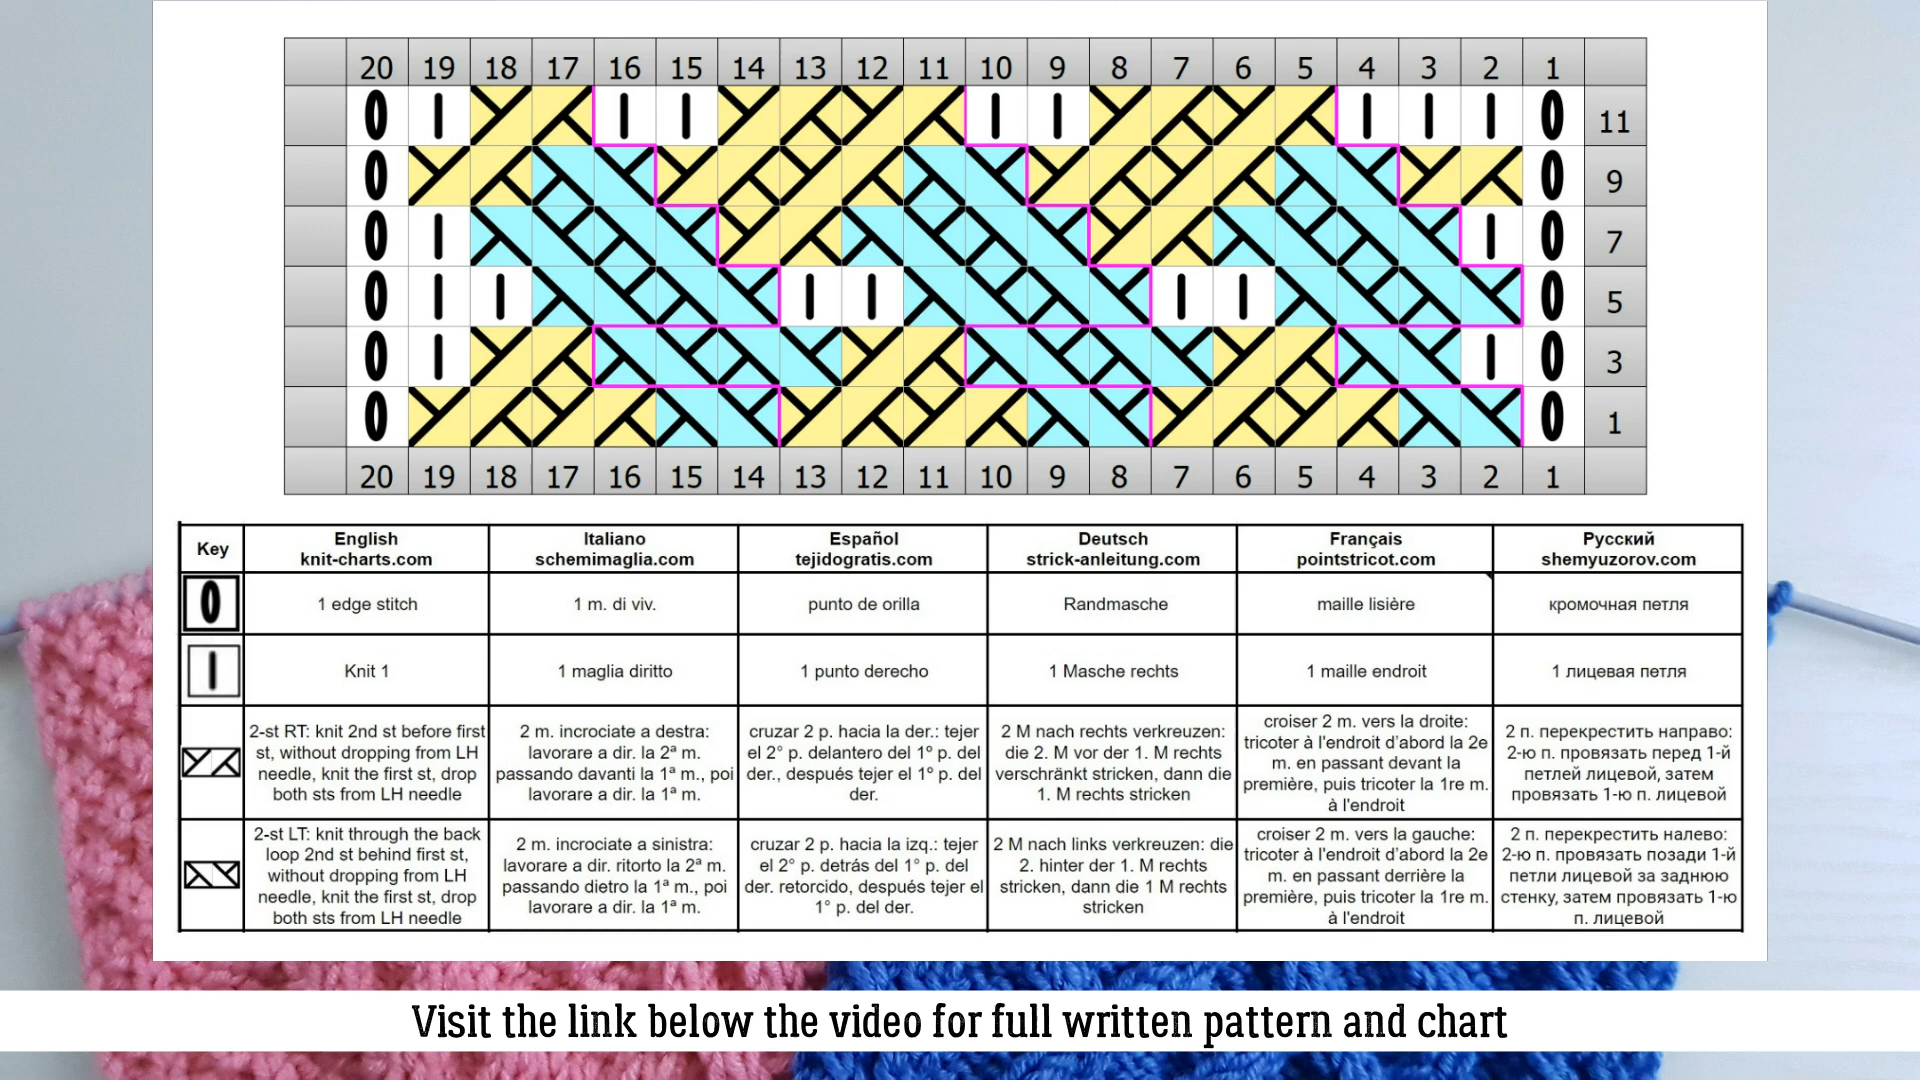 20 19 18 17 16 15 14 13 12 11 10 9 8 7 6 5 4 3 2 1
11
9
7
5
3
1
20 19 18 17 16 15 14 13 12 11 10 9 8 7 6 5 4 3 2 1
Key
English
knit-charts.com
Italiano
schemimaglia.com
Español
tejidogratis.com
Deutsch
strick-anleitung.com
Français
pointstricot.com
Русский
shemyuzorov.com
1 edge stitch
1 m. di viv.
punto de orilla
Randmasche
maille lisière
кромочная петля
Knit 1
1 maglia diritto
1 punto derecho
1 Masche rechts
1 maille endroit
1 лицевая петля
2-st RT: knit 2nd st before first
st, without dropping from LH
needle, knit the first st, drop
both sts from LH needle
2 m. incrociate a destra:
lavorare a dir. la 2ª m.
passando davanti la 1ª m., poi
lavorare a dir. la 1ª m.
cruzar 2 p. hacia la der.: tejer
el 2° p. delantero del 1º p. del
der., después tejer el 1º p. del
der.
2 M nach rechts verkreuzen:
die 2. M vor der 1. M rechts
verschränkt stricken, dann die
1. M rechts stricken
croiser 2 m. vers la droite:
tricoter à l'endroit d’abord la 2e
m. en passant devant la
première, puis tricoter la 1re m.
à l'endroit
2 п. перекрестить направо:
2-ю п. провязать перед 1-й
петлей лицевой, затем
провязать 1-ю п. лицевой
2-st LT: knit through the back
loop 2nd st behind first st,
without dropping from LH
needle, knit the first st, drop
both sts from LH needle
2 m. incrociate a sinistra:
lavorare a dir. ritorto la 2ª m.
passando dietro la 1ª m., poi
lavorare a dir. la 1ª m.
cruzar 2 p. hacia la izq.: tejer
el 2° p. detrás del 1° p. del
der. retorcido, después tejer el
1° p. del der.
2 M nach links verkreuzen: die
2. hinter der 1. M rechts
stricken, dann die 1 M rechts
stricken
croiser 2 m. vers la gauche:
tricoter à l'endroit d’abord la 2e
m. en passant derrière la
première, puis tricoter la 1re m.
à l'endroit
2 п. перекрестить налево:
2-ю п. провязать позади 1-й
петли лицевой за заднюю
стенку, затем провязать 1-ю
п. лицевой
Visit the link below the video for full written pattern and chart